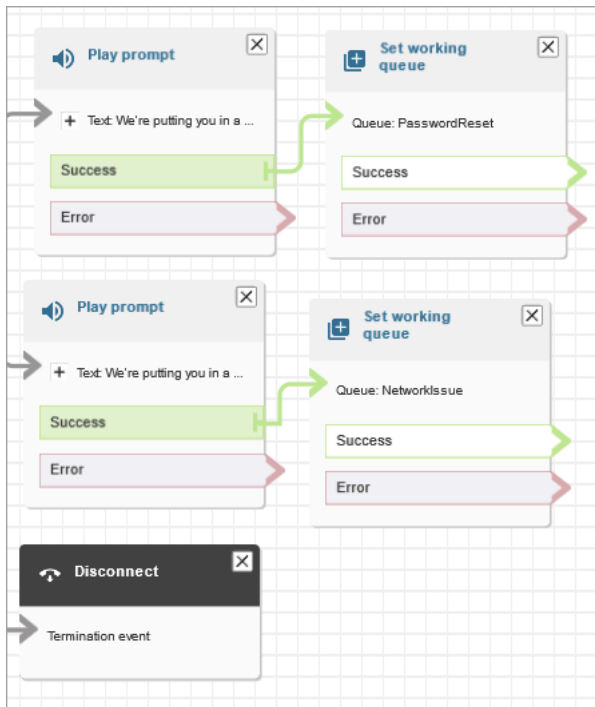 Play prompt
+ Text: We're putting you in a ...
Success
Error
Set working
queue
Queue: PasswordReset
Success
Error
Play prompt
+ Text: We're putting you in a ...
Success
Error
Set working
queue
Queue: NetworkIssue
Success
Error
Disconnect
Termination event